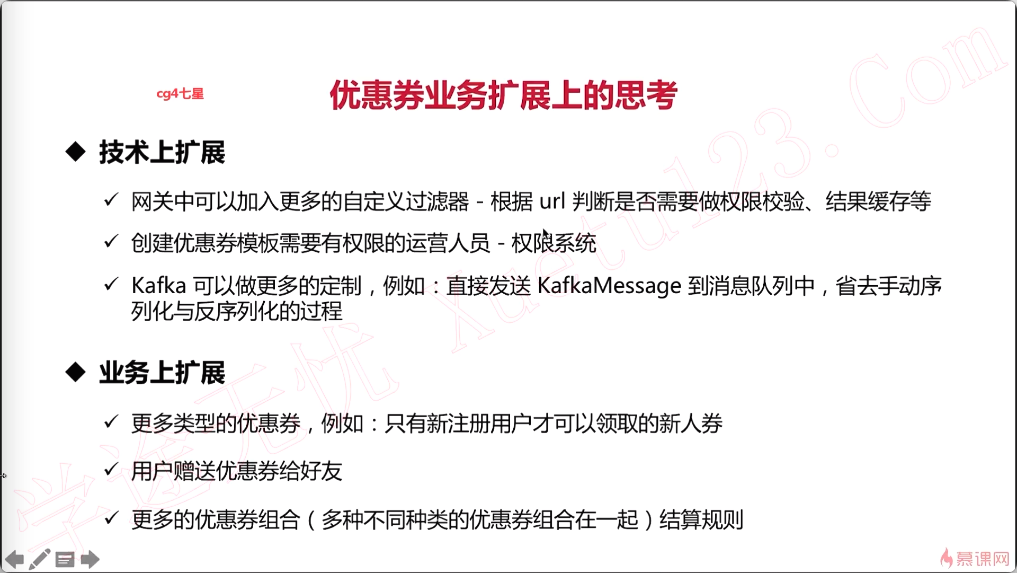 cg4七星
优惠券业务扩展上的思考
技术上扩展
网关中可以加入更多的自定义过滤器 - 根据 url 判断是否需要做权限校验、结果缓存等
创建优惠券模板需要有权限的运营人员 - 权限系统
Kafka 可以做更多的定制，例如：直接发送 KafkaMessage 到消息队列中，省去手动序
列化与反序列化的过程
业务上扩展
更多类型的优惠券，例如：只有新注册用户才可以领取的新人券
用户赠送优惠券给好友
更多的优惠券组合（多种不同种类的优惠券组合在一起）结算规则
学途无忧 Xuetu123.Com
慕课网